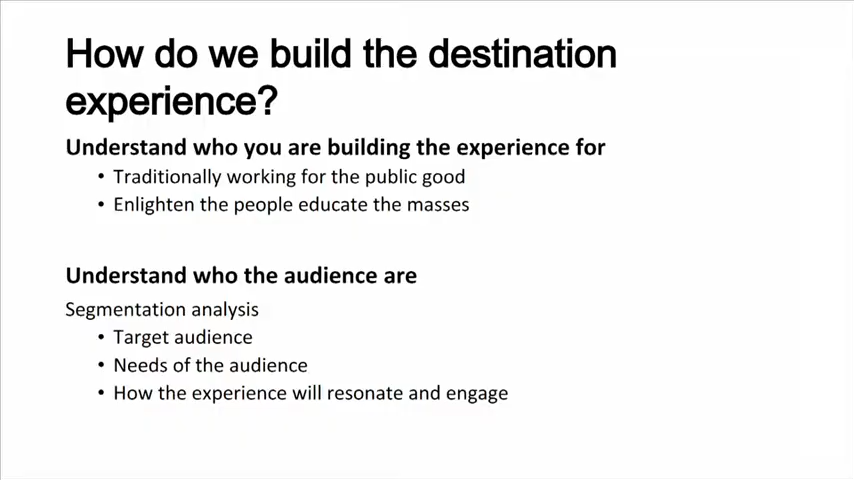 How do we build the destination
experience?
Understand who you are building the experience for
• Traditionally working for the public good
• Enlighten the people educate the masses
Understand who the audience are
Segmentation analysis
• Target audience
• Needs of the audience
• How the experience will resonate and engage